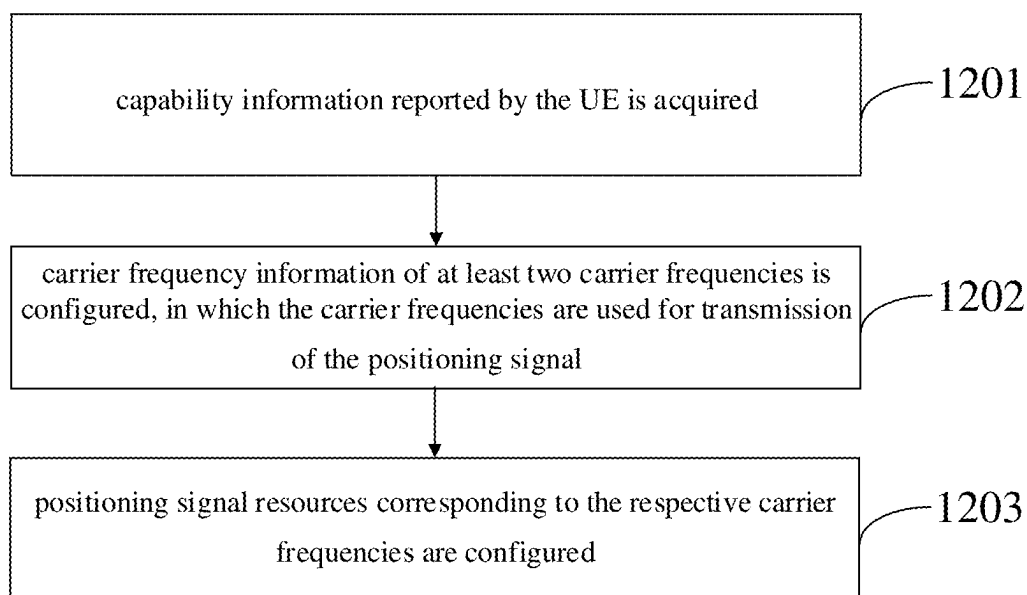 capability information reported by the UE is acquired
1201
carrier frequency information of at least two carrier frequencies is
configured, in which the carrier frequencies are used for transmission
of the positioning signal
1202
positioning signal resources corresponding to the respective carrier
frequencies are configured
1203